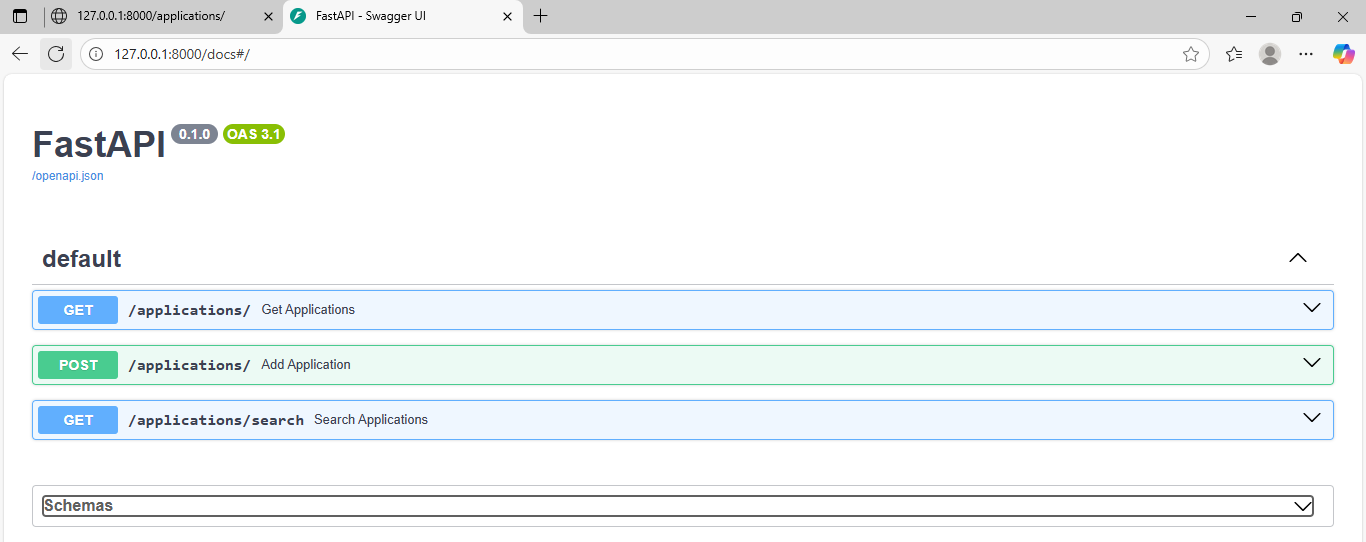 127.0.0.1:8000/applications/
FastAPI - Swagger UI
127.0.0.1:8000/docs#/
FastAPI 0.1.0 OAS 3.1
/openapi.json
default
GET /applications/ Get Applications
POST /applications/ Add Application
GET /applications/search Search Applications
Schemas